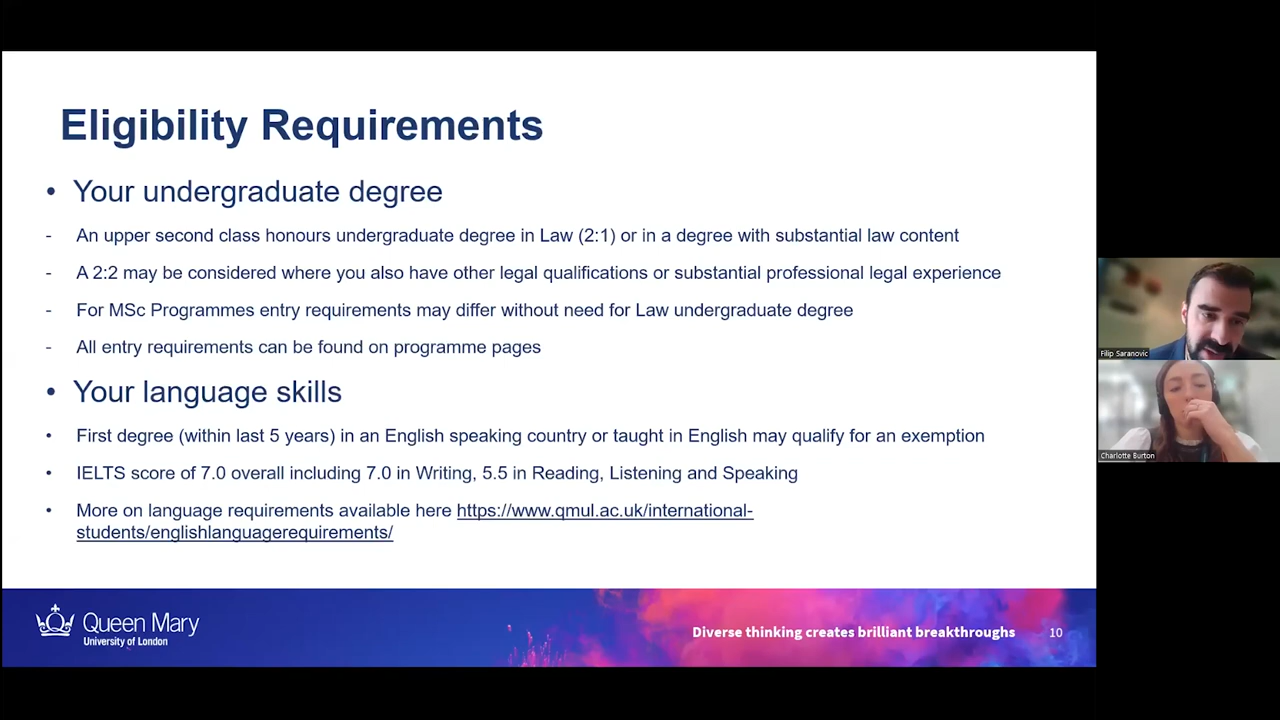 Eligibility Requirements
• Your undergraduate degree
- An upper second class honours undergraduate degree in Law (2:1) or in a degree with substantial law content
- A 2:2 may be considered where you also have other legal qualifications or substantial professional legal experience
- For MSc Programmes entry requirements may differ without need for Law undergraduate degree
- All entry requirements can be found on programme pages
• Your language skills
• First degree (within last 5 years) in an English speaking country or taught in English may qualify for an exemption
• IELTS score of 7.0 overall including 7.0 in Writing, 5.5 in Reading, Listening and Speaking
• More on language requirements available here https://www.qmul.ac.uk/international-
students/englishlanguagerequirements/
Queen Mary
University of London
Diverse thinking creates brilliant breakthroughs
10
Filip Saranovic
Charlotte Burton